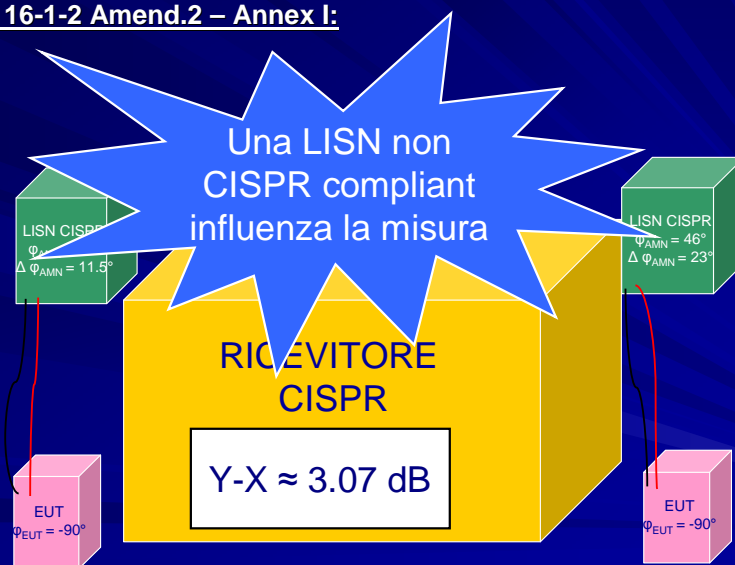 16-1-2 Amend.2 – Annex I:
Una LISN non
CISPR compliant
influenza la misura
LISN CISPR
Δ φAMN = 11.5°
LISN CISPR
φAMN = 46°
Δ φAMN = 23°
RICEVITORE
CISPR
Y-X ≈ 3.07 dB
EUT
φEUT = -90°
EUT
φEUT = -90°